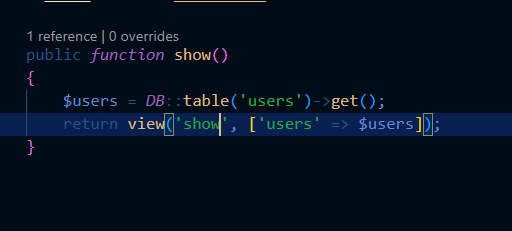 1 reference | 0 overrides
public function show()
{
    $users = DB::table('users')->get();
    return view('show', ['users' => $users]);
}